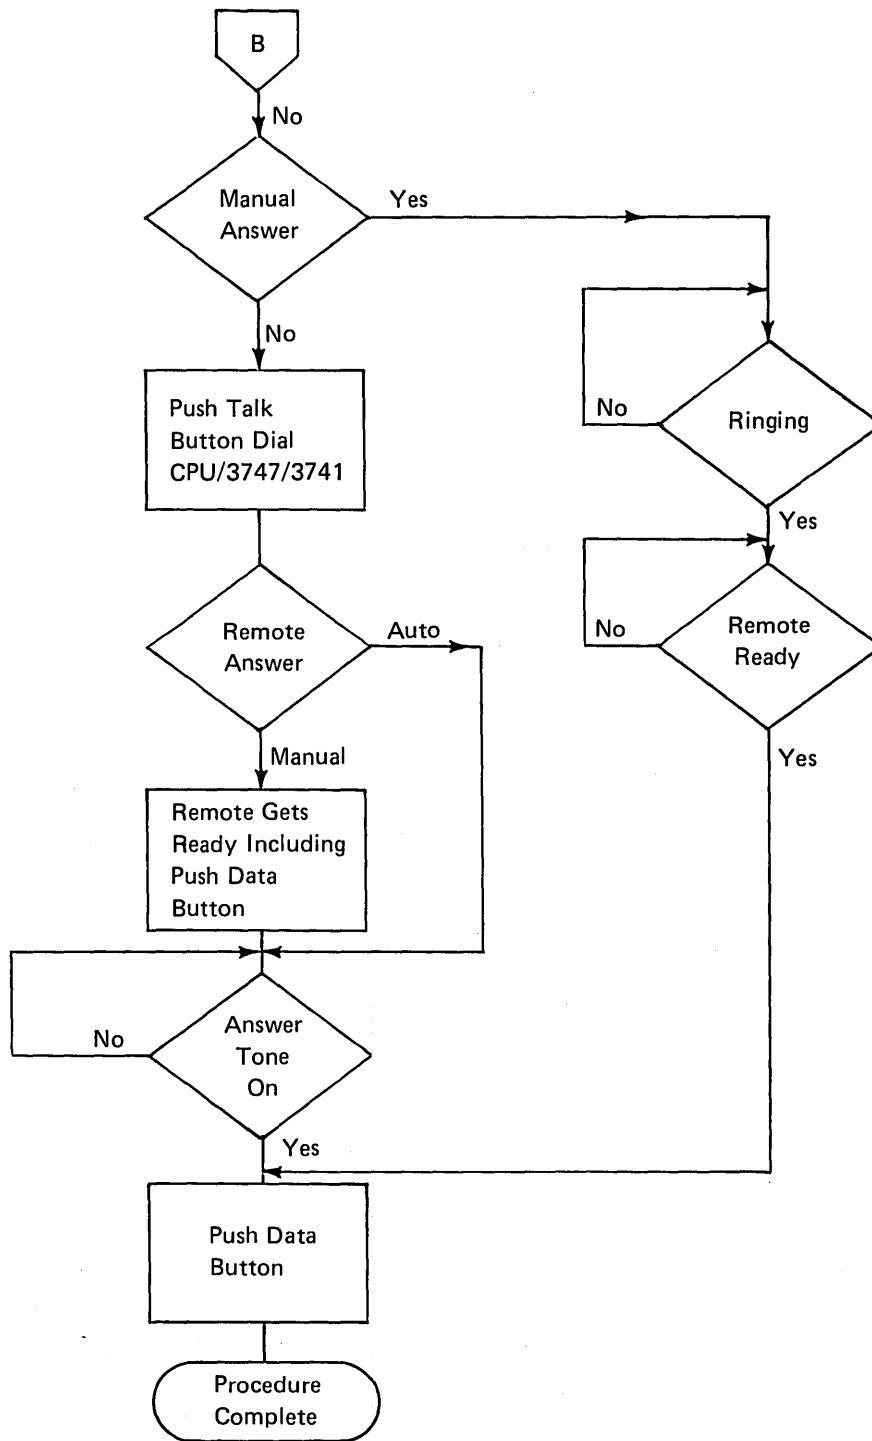 B
No
Manual
Answer
Yes
No
Push Talk
Button Dial
CPU/3747/3741
No
Ringing
Yes
Remote
Answer
Auto
No
Remote
Ready
Manual
Yes
Remote Gets
Ready Including
Push Data
Button
No
Answer
Tone
On
Yes
Push Data
Button
Procedure
Complete